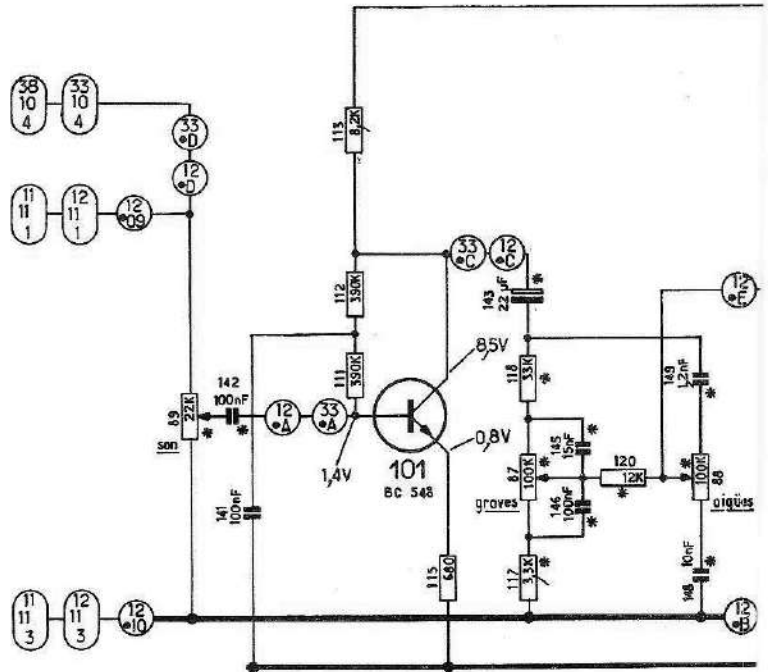 38
10
4
33
10
4
33
•D
12
•D
11
11
1
12
11
1
12
•09
113
8,2K
33
•C
12
•C
*
143
2,2 µF
12
•E
112
390K
111
390K
8,5V
118
33K
*
149
1,2nF
*
89
22K
*
son
142
100nF
*
12
•A
33
•A
1,4V
101
BC 548
0,8V
145
15nF
*
87
100K
*
graves
146
100nF
*
120
12K
*
100K
*
88
aigues
141
100nF
115
680
117
3,3K
*
148
10nF
*
11
11
3
12
11
3
12
•10
12
•B